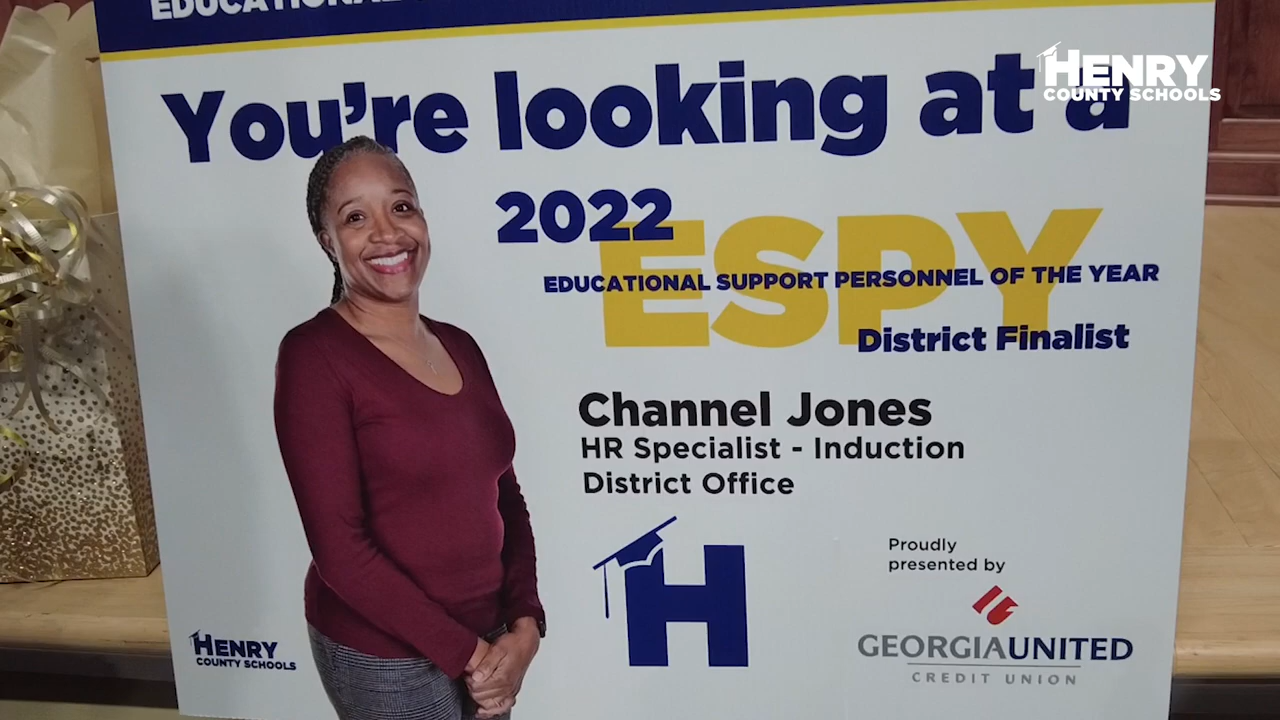 EDUCATIONAL
You're looking at a
HENRY
COUNTY SCHOOLS
2022
ESPY
EDUCATIONAL SUPPORT PERSONNEL OF THE YEAR
District Finalist
Channel Jones
HR Specialist - Induction
District Office
H
Proudly
presented by
GEORGIAUNITED
CREDIT UNION
HENRY
COUNTY SCHOOLS